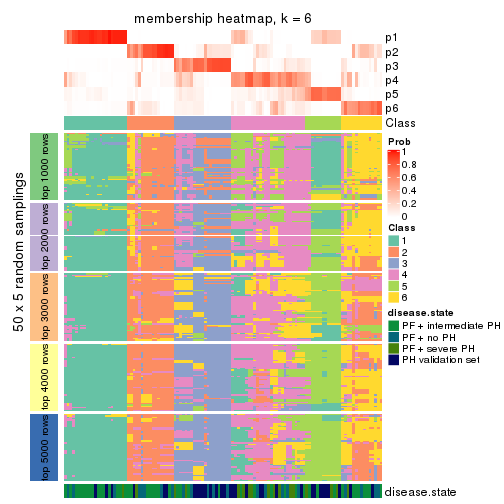 membership heatmap, k = 6
p1
p2
p3
p4
p5
p6
Class
50 x 5 random samplings
top 1000 rows
top 2000 rows
top 3000 rows
top 4000 rows
top 5000 rows
Prob
1
0.8
0.6
0.4
0.2
0
Class
1
2
3
4
5
6
disease.state
PF+ intermediate PH
PF+ no PH
PF+ severe PH
PH validation set
disease.state